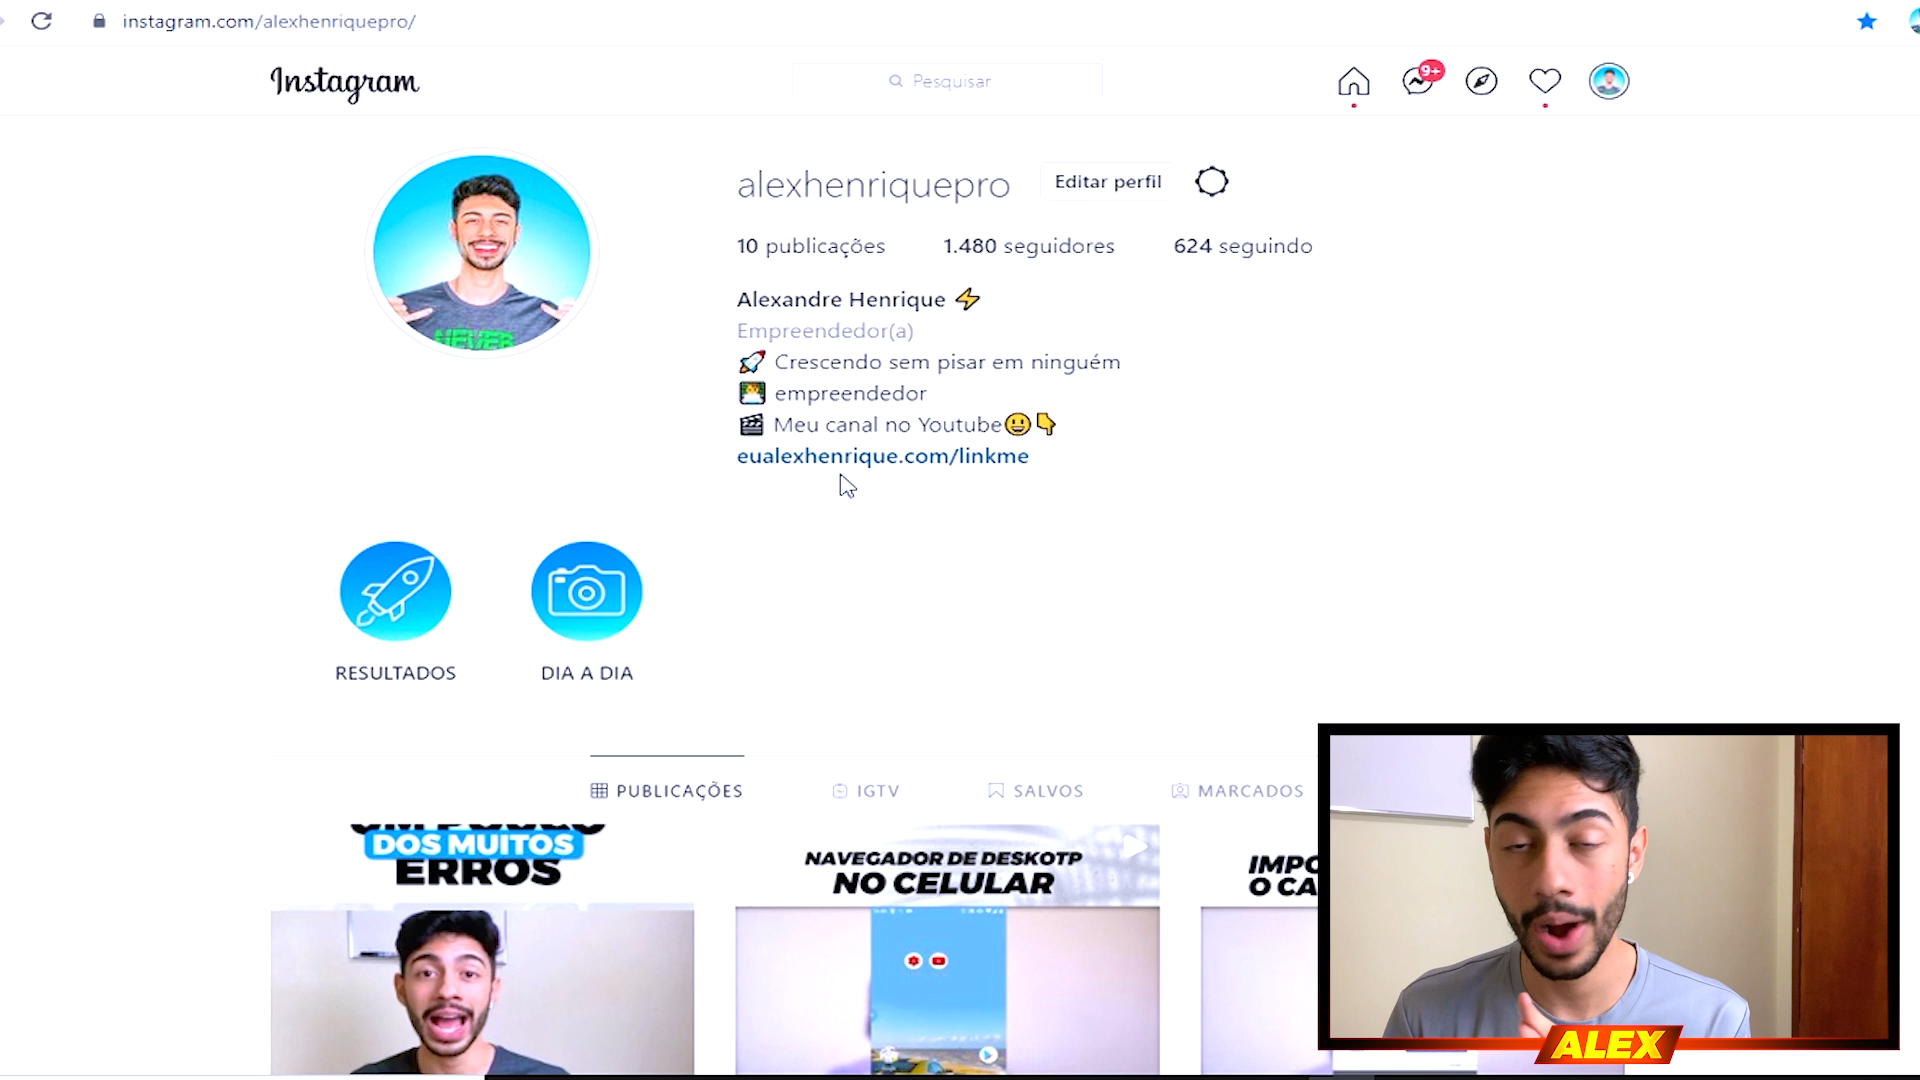 instagram.com/alexhenriquepro/
Instagram
Pesquisar
9+
alexhenriquepro
Editar perfil
10 publicações
1.480 seguidores
624 seguindo
Alexandre Henrique ⚡
Empreendedor(a)
🚀 Crescendo sem pisar em ninguém
👨‍💻 empreendedor
🎬 Meu canal no Youtube😃👇
eualexhenrique.com/linkme
NEVER
RESULTADOS
DIA A DIA
PUBLICAÇÕES
IGTV
SALVOS
MARCADOS
DOS MUITOS
ERROS
NAVEGADOR DE DESKOTP
NO CELULAR
O CA
ALEX